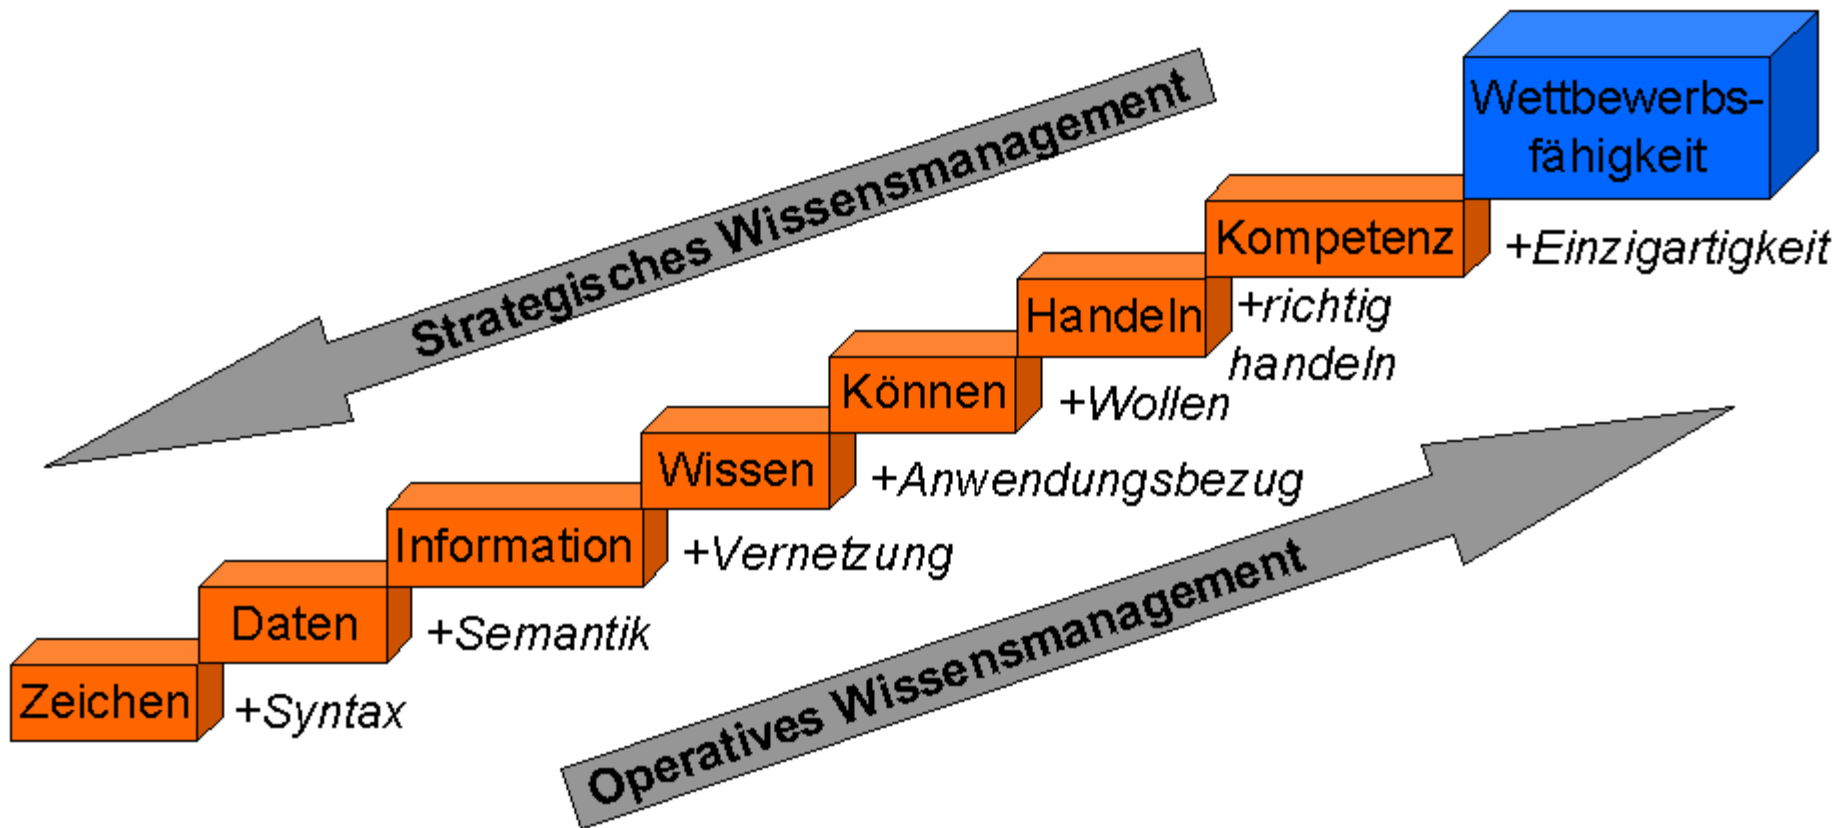 Wettbewerbs-
fähigkeit
Strategisches Wissensmanagement
Kompetenz
+Einzigartigkeit
Handeln
+richtig
handeln
Können
+Wollen
Wissen
+Anwendungsbezug
Information
+Vernetzung
Daten
+Semantik
Zeichen
+Syntax
Operatives Wissensmanagement